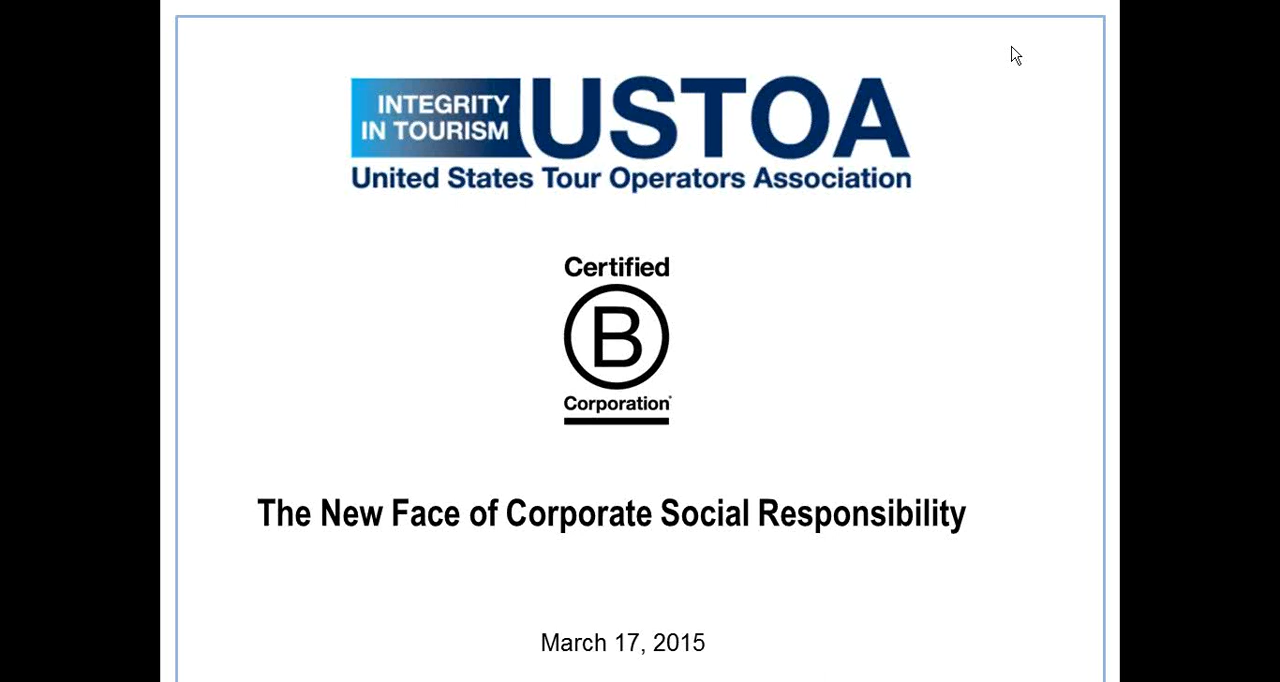 INTEGRITY
IN TOURISM
USTOA
United States Tour Operators Association
Certified
B
Corporation
The New Face of Corporate Social Responsibility
March 17, 2015